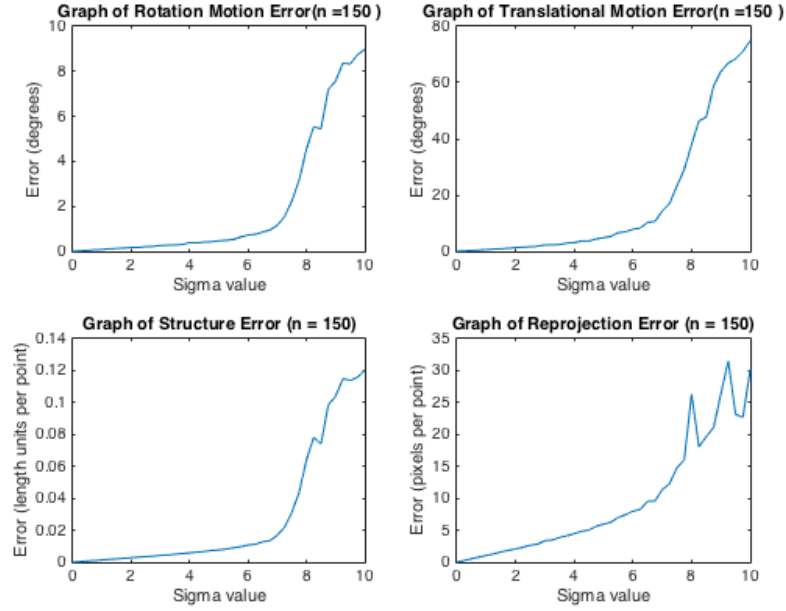 Graph of Rotation Motion Error(n =150 )
10
8
6
4
2
0
Error (degrees)
0 2 4 6 8 10
Sigma value
Graph of Translational Motion Error(n =150 )
80
60
40
20
0
Error (degrees)
0 2 4 6 8 10
Sigma value
Graph of Structure Error (n = 150)
0.14
0.12
0.1
0.08
0.06
0.04
0.02
0
Error (length units per point)
0 2 4 6 8 10
Sigma value
Graph of Reprojection Error (n = 150)
35
30
25
20
15
10
5
0
Error (pixels per point)
0 2 4 6 8 10
Sigma value